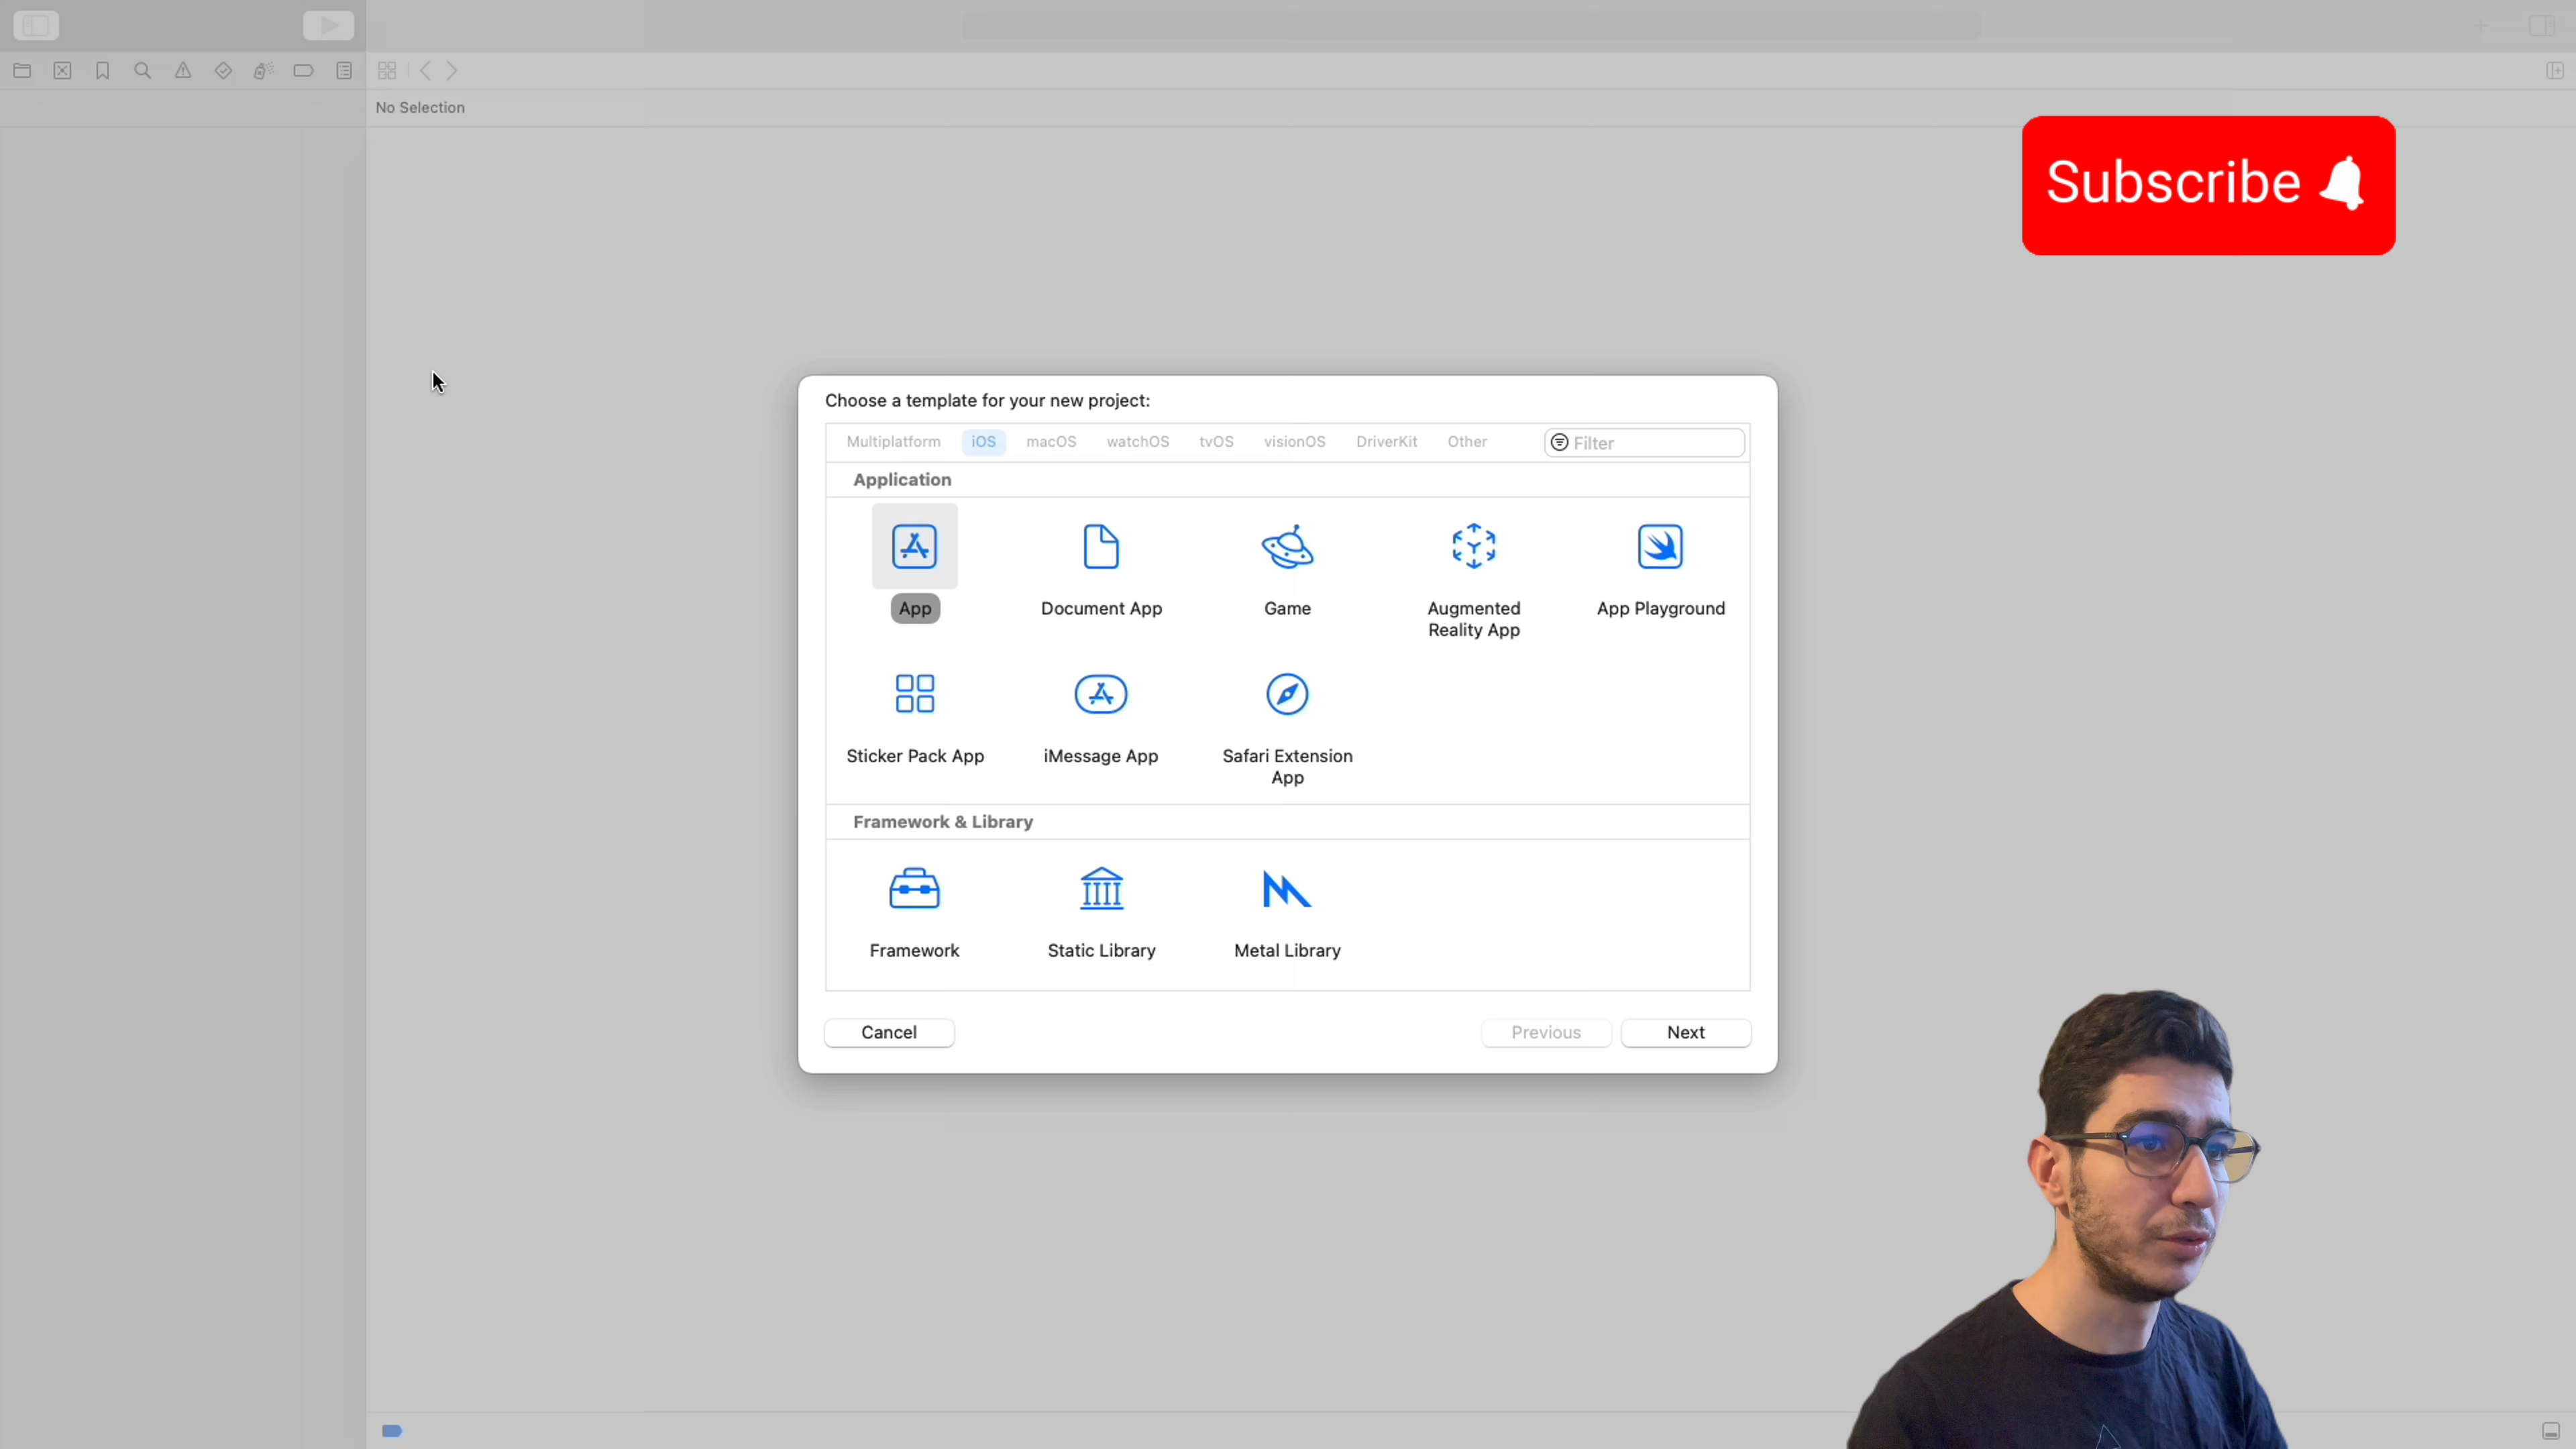 No Selection
Subscribe
Choose a template for your new project:
Multiplatform iOS macOS watchOS tvOS visionOS DriverKit Other Filter
Application
App Document App Game Augmented Reality App App Playground
Sticker Pack App iMessage App Safari Extension App
Framework & Library
Framework Static Library Metal Library
Cancel Previous Next